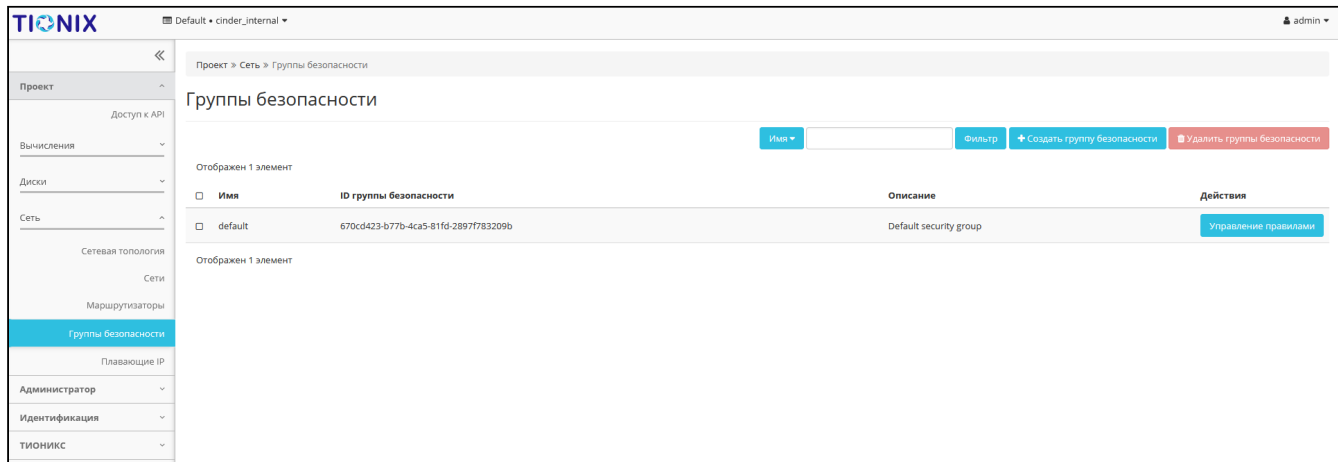 TIONIX
Default • cinder_internal
admin
Проект » Сеть » Группы безопасности
Проект
Группы безопасности
Доступ к API
Имя Фильтр Создать группу безопасности Удалить группы безопасности
Вычисления
Отображен 1 элемент
Диски
Имя ID группы безопасности Описание Действия
Сеть
default 670cd423-b77b-4ca5-81fd-2897f783209b Default security group Управление правилами
Сетевая топология
Отображен 1 элемент
Сети
Маршрутизаторы
Группы безопасности
Плавающие IP
Администратор
Идентификация
ТИОНИКС